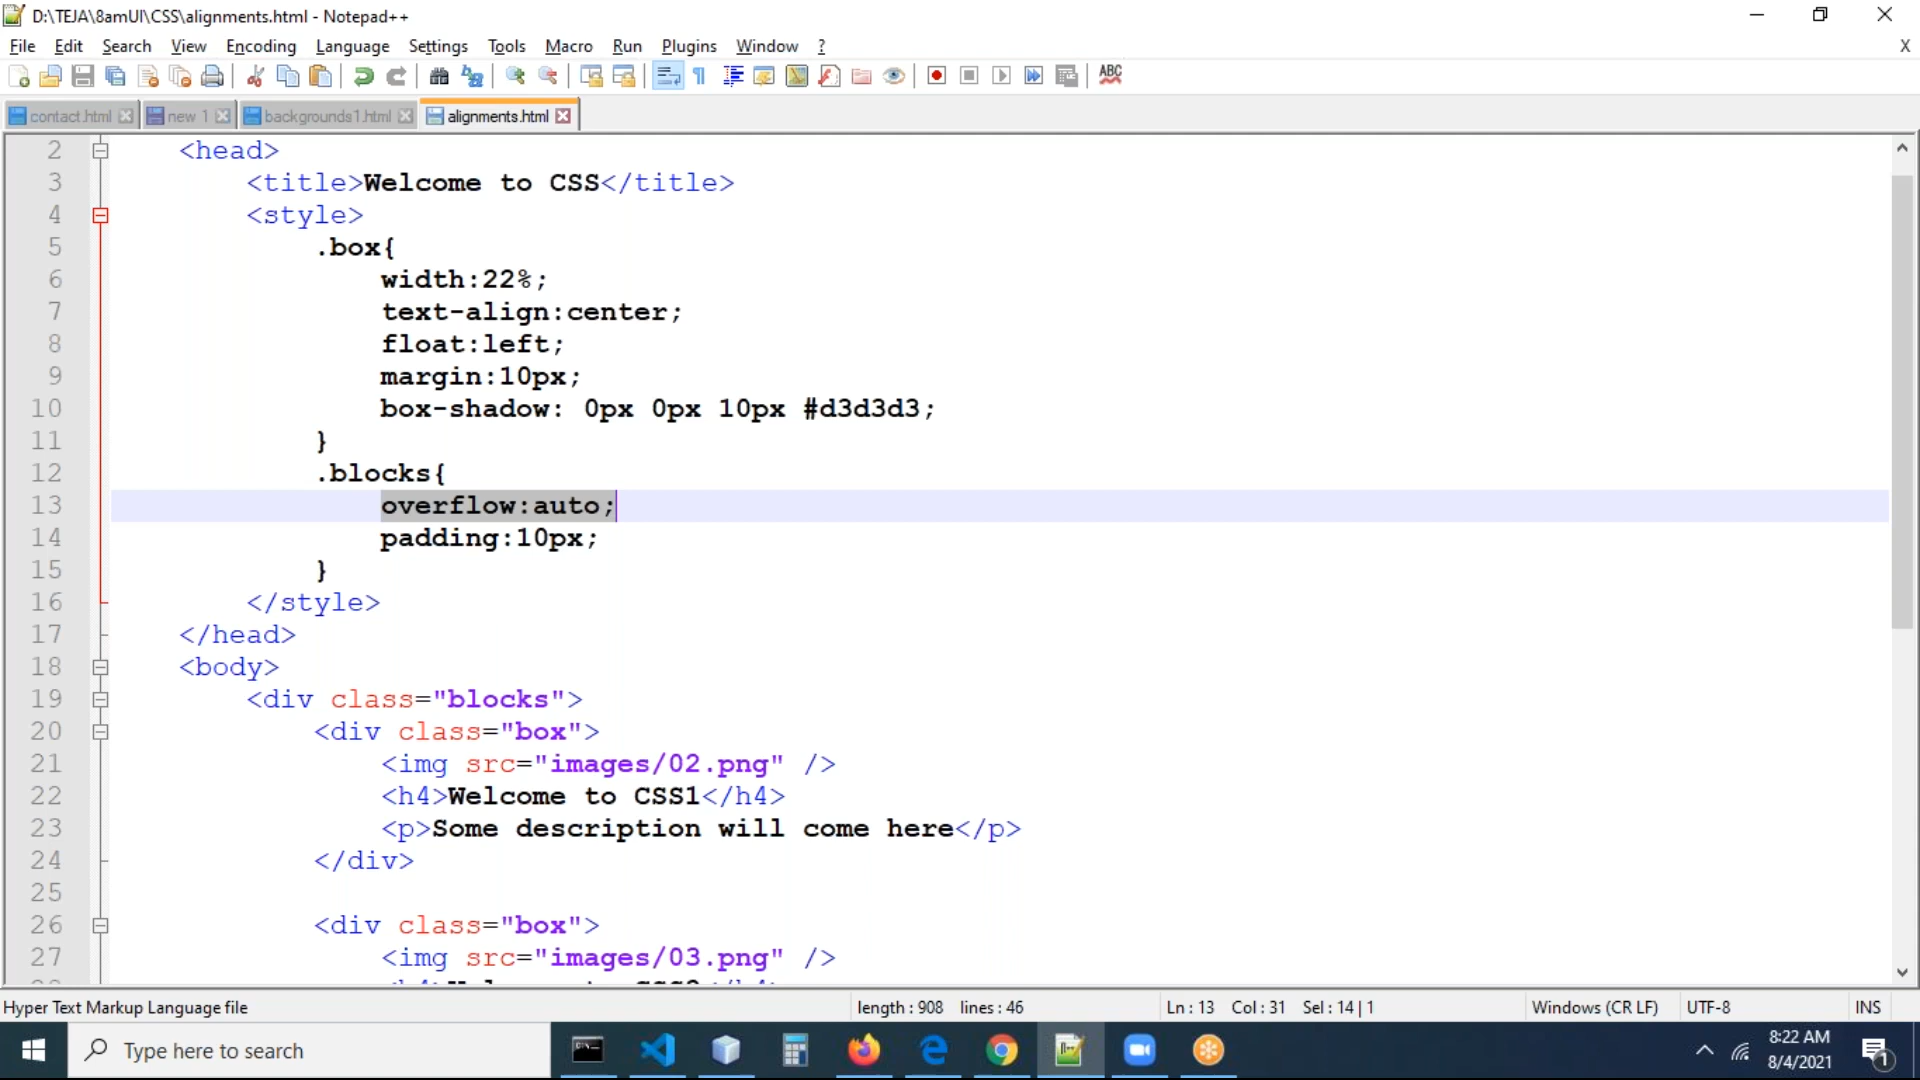 D:\TEJA\8amUI\CSS\alignments.html - Notepad++
File Edit Search View Encoding Language Settings Tools Macro Run Plugins Window ? X
ABC
contact.html new 1 backgrounds1.html alignments.html
2 <head>
3 <title>Welcome to CSS</title>
4 <style>
5 .box{
6 width:22%;
7 text-align:center;
8 float:left;
9 margin:10px;
10 box-shadow: 0px 0px 10px #d3d3d3;
11 }
12 .blocks{
13 overflow:auto;
14 padding:10px;
15 }
16 </style>
17 </head>
18 <body>
19 <div class="blocks">
20 <div class="box">
21 <img src="images/02.png" />
22 <h4>Welcome to CSS1</h4>
23 <p>Some description will come here</p>
24 </div>
25
26 <div class="box">
27 <img src="images/03.png" />
Hyper Text Markup Language file length : 908 lines : 46 Ln : 13 Col : 31 Sel : 14 | 1 Windows (CR LF) UTF-8 INS
Type here to search
8:22 AM
8/4/2021
1